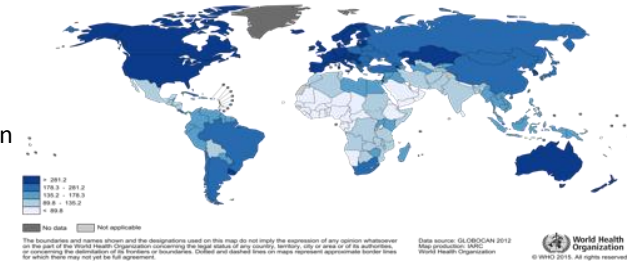 n
> 281.2
178.3 - 281.2
135.2 - 178.3
89.8 - 135.2
< 89.8
No data
Not applicable
The boundaries and names shown and the designations used on this map do not imply the expression of any opinion whatsoever
on the part of the World Health Organization concerning the legal status of any country, territory, city or area or of its authorities,
or concerning the delimitation of its frontiers or boundaries. Dotted and dashed lines on maps represent approximate border lines
for which there may not yet be full agreement.
Data source: GLOBOCAN 2012
Map production: IARC
World Health Organization
World Health
Organization
© WHO 2015. All rights reserved